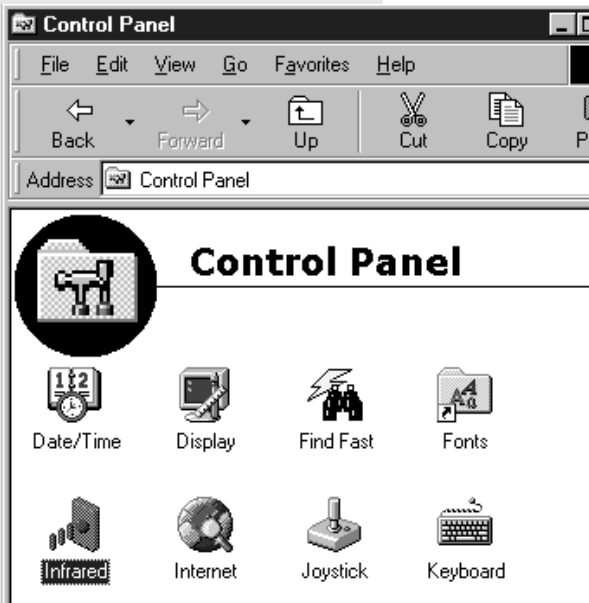 Control Panel
File Edit View Go Favorites Help
Back Forward Up Cut Copy
Address Control Panel
Control Panel
Date/Time Display Find Fast Fonts
Infrared Internet Joystick Keyboard